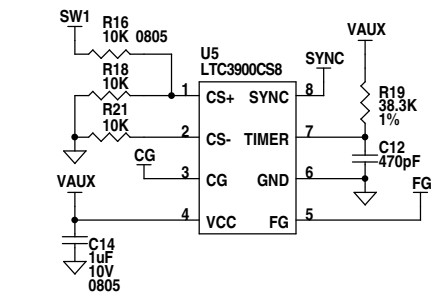 SW1
R16
10K 0805
R18
10K
R21
10K
U5
LTC3900CS8
SYNC
VAUX
1 CS+ SYNC 8
2 CS- TIMER 7
3 CG GND 6
4 VCC FG 5
R19
38.3K
1%
C12
470pF
CG
FG
VAUX
C14
1uF
10V
0805